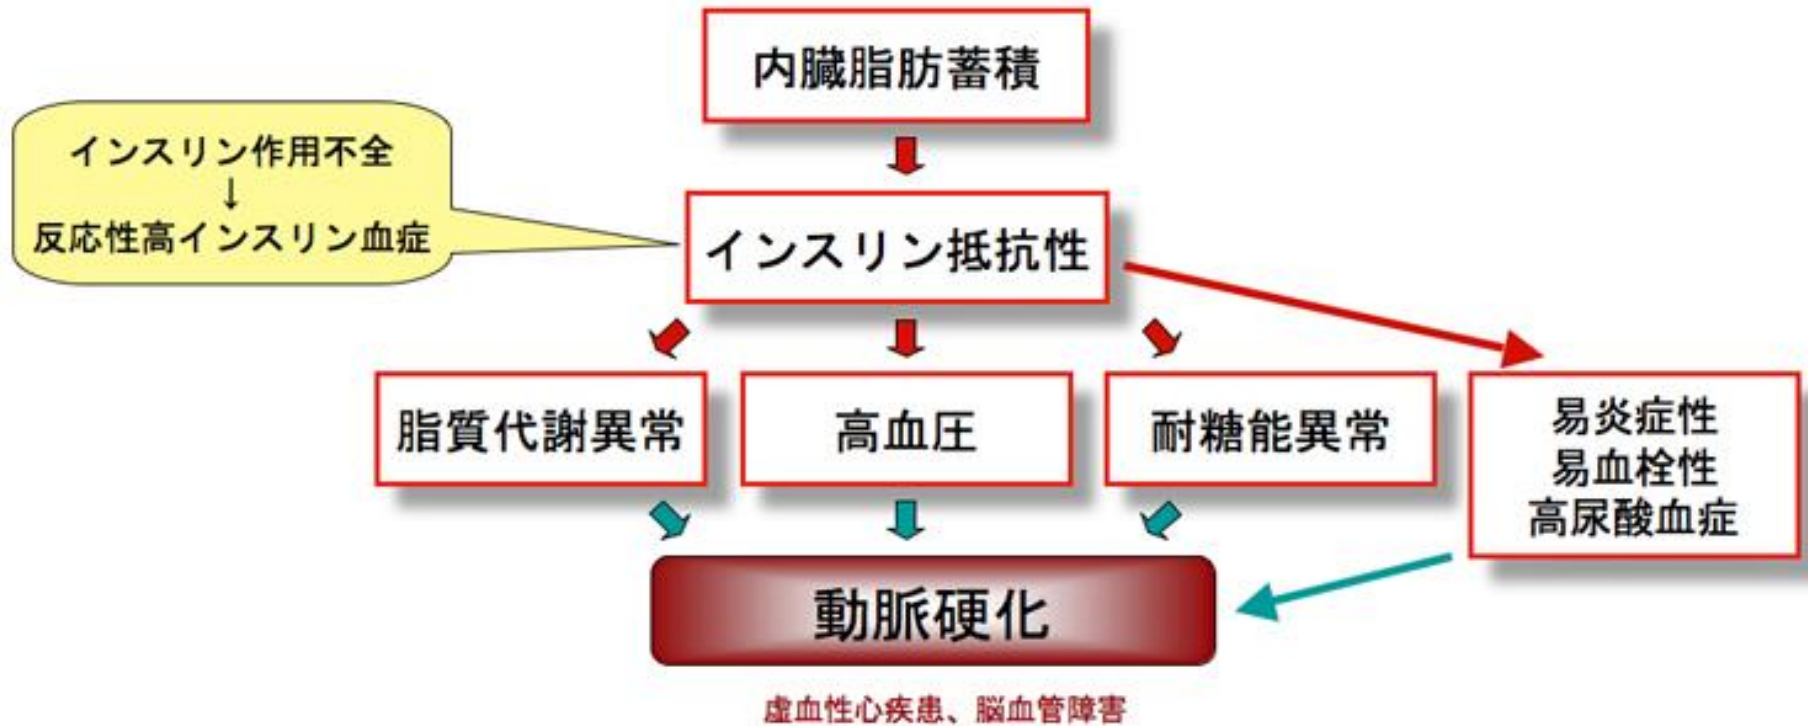 内臓脂肪蓄積
インスリン作用不全
↓
反応性高インスリン血症
インスリン抵抗性
脂質代謝異常
高血圧
耐糖能異常
易炎症性
易血栓性
高尿酸血症
動脈硬化
虚血性心疾患、脳血管障害